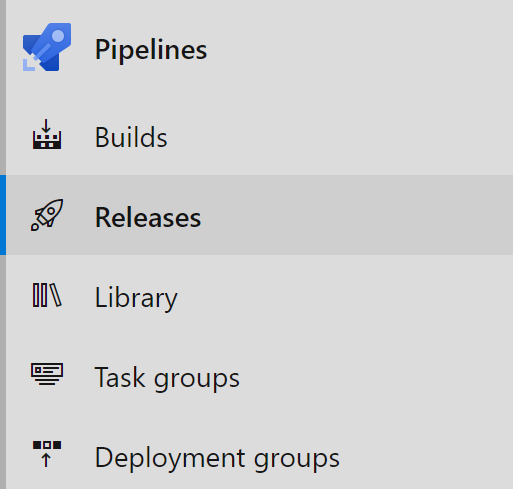 Pipelines
Builds
Releases
Library
Task groups
Deployment groups